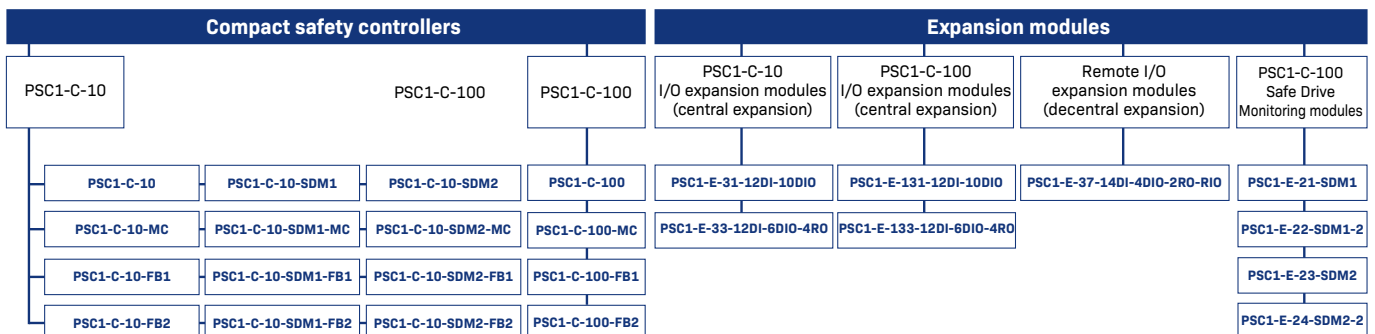 Compact safety controllers
Expansion modules
PSC1-C-10
PSC1-C-100
PSC1-C-100
PSC1-C-10
I/O expansion modules
(central expansion)
PSC1-C-100
I/O expansion modules
(central expansion)
Remote I/O
expansion modules
(decentral expansion)
PSC1-C-100
Safe Drive
Monitoring modules
PSC1-C-10
PSC1-C-10-SDM1
PSC1-C-10-SDM2
PSC1-C-100
PSC1-E-31-12DI-10DIO
PSC1-E-131-12DI-10DIO
PSC1-E-37-14DI-4DIO-2RO-RIO
PSC1-E-21-SDM1
PSC1-C-10-MC
PSC1-C-10-SDM1-MC
PSC1-C-10-SDM2-MC
PSC1-C-100-MC
PSC1-E-33-12DI-6DIO-4RO
PSC1-E-133-12DI-6DIO-4RO
PSC1-E-22-SDM1-2
PSC1-C-10-FB1
PSC1-C-10-SDM1-FB1
PSC1-C-10-SDM2-FB1
PSC1-C-100-FB1
PSC1-E-23-SDM2
PSC1-C-10-FB2
PSC1-C-10-SDM1-FB2
PSC1-C-10-SDM2-FB2
PSC1-C-100-FB2
PSC1-E-24-SDM2-2